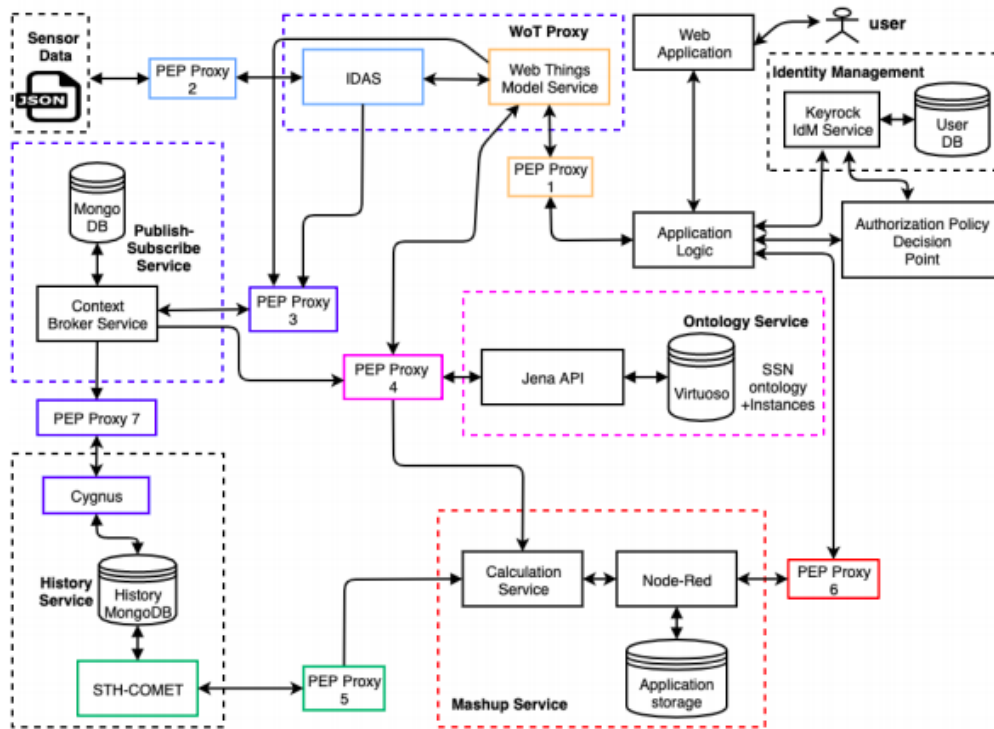 Sensor
Data
JSON
PEP Proxy
2
IDAS
WoT Proxy
Web Things
Model Service
PEP Proxy
1
Web
Application
user
Identity Management
Keyrock
IdM Service
User
DB
Application
Logic
Authorization Policy
Decision
Point
Mongo
DB
Publish-
Subscribe
Service
Context
Broker Service
PEP Proxy
3
PEP Proxy
4
Ontology Service
Jena API
Virtuoso
SSN
ontology
+Instances
PEP Proxy 7
Cygnus
History
Service
History
MongoDB
STH-COMET
PEP Proxy
5
Calculation
Service
Node-Red
PEP Proxy
6
Application
storage
Mashup Service